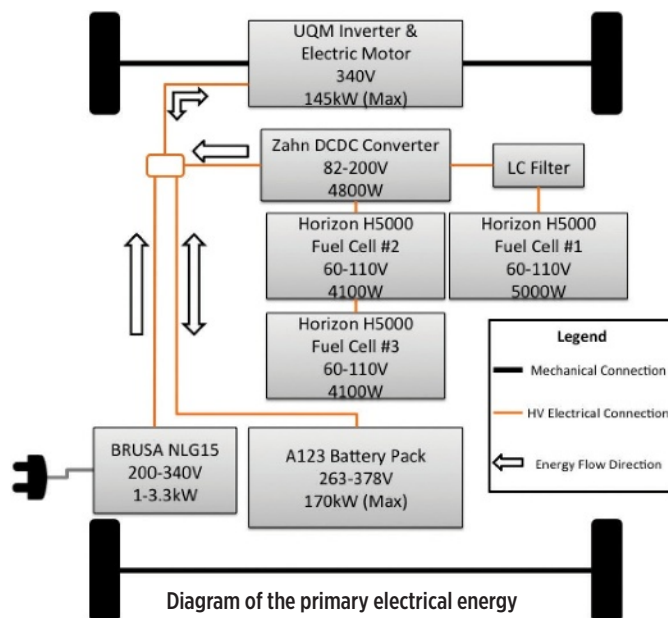 UQM Inverter &
Electric Motor
340V
145kW (Max)
Zahn DCDC Converter
82-200V
4800W
LC Filter
Horizon H5000
Fuel Cell #2
60-110V
4100W
Horizon H5000
Fuel Cell #1
60-110V
5000W
Horizon H5000
Fuel Cell #3
60-110V
4100W
Legend
Mechanical Connection
HV Electrical Connection
Energy Flow Direction
BRUSA NLG15
200-340V
1-3.3kW
A123 Battery Pack
263-378V
170kW (Max)
Diagram of the primary electrical energy